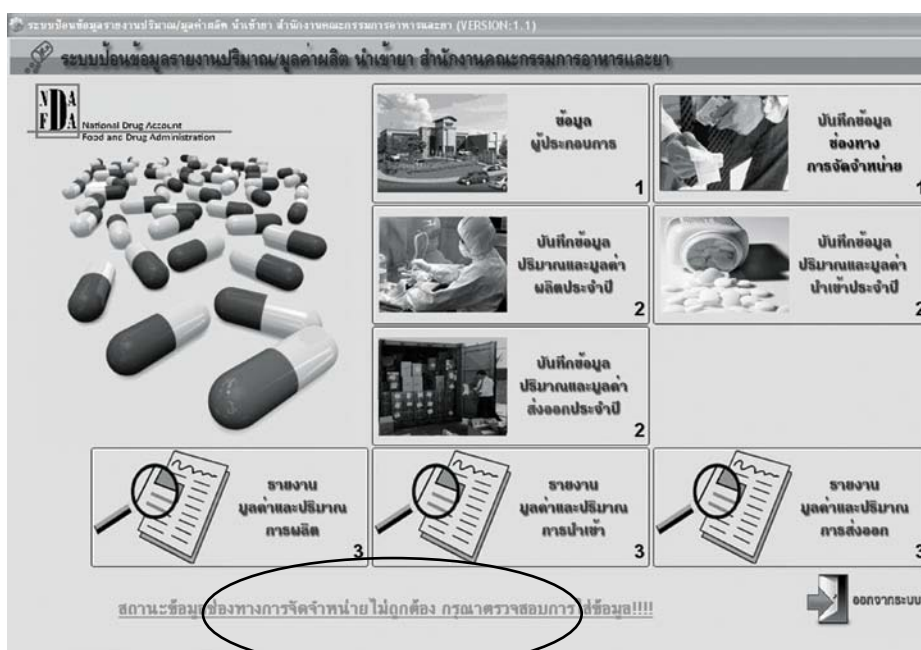 ระบบป้อนข้อมูลรายงานปริมาณ/มูลค่าผลิต นำเข้ายา สำนักงานคณะกรรมการอาหารและยา (VERSION:1.1)
ระบบป้อนข้อมูลรายงานปริมาณ/มูลค่าผลิต นำเข้ายา สำนักงานคณะกรรมการอาหารและยา
NDA
FDA
National Drug Account
Food and Drug Administration
ข้อมูล
ผู้ประกอบการ
1
บันทึกข้อมูล
ช่องทาง
การจัดจำหน่าย
1
บันทึกข้อมูล
ปริมาณและมูลค่า
ผลิตประจำปี
2
บันทึกข้อมูล
ปริมาณและมูลค่า
นำเข้าประจำปี
2
บันทึกข้อมูล
ปริมาณและมูลค่า
ส่งออกประจำปี
2
รายงาน
มูลค่าและปริมาณ
การผลิต
3
รายงาน
มูลค่าและปริมาณ
การนำเข้า
3
รายงาน
มูลค่าและปริมาณ
การส่งออก
3
สถานะข้อมูลช่องทางการจัดจำหน่ายไม่ถูกต้อง กรุณาตรวจสอบการใส่ข้อมูล!!!!
ออกจากระบบ